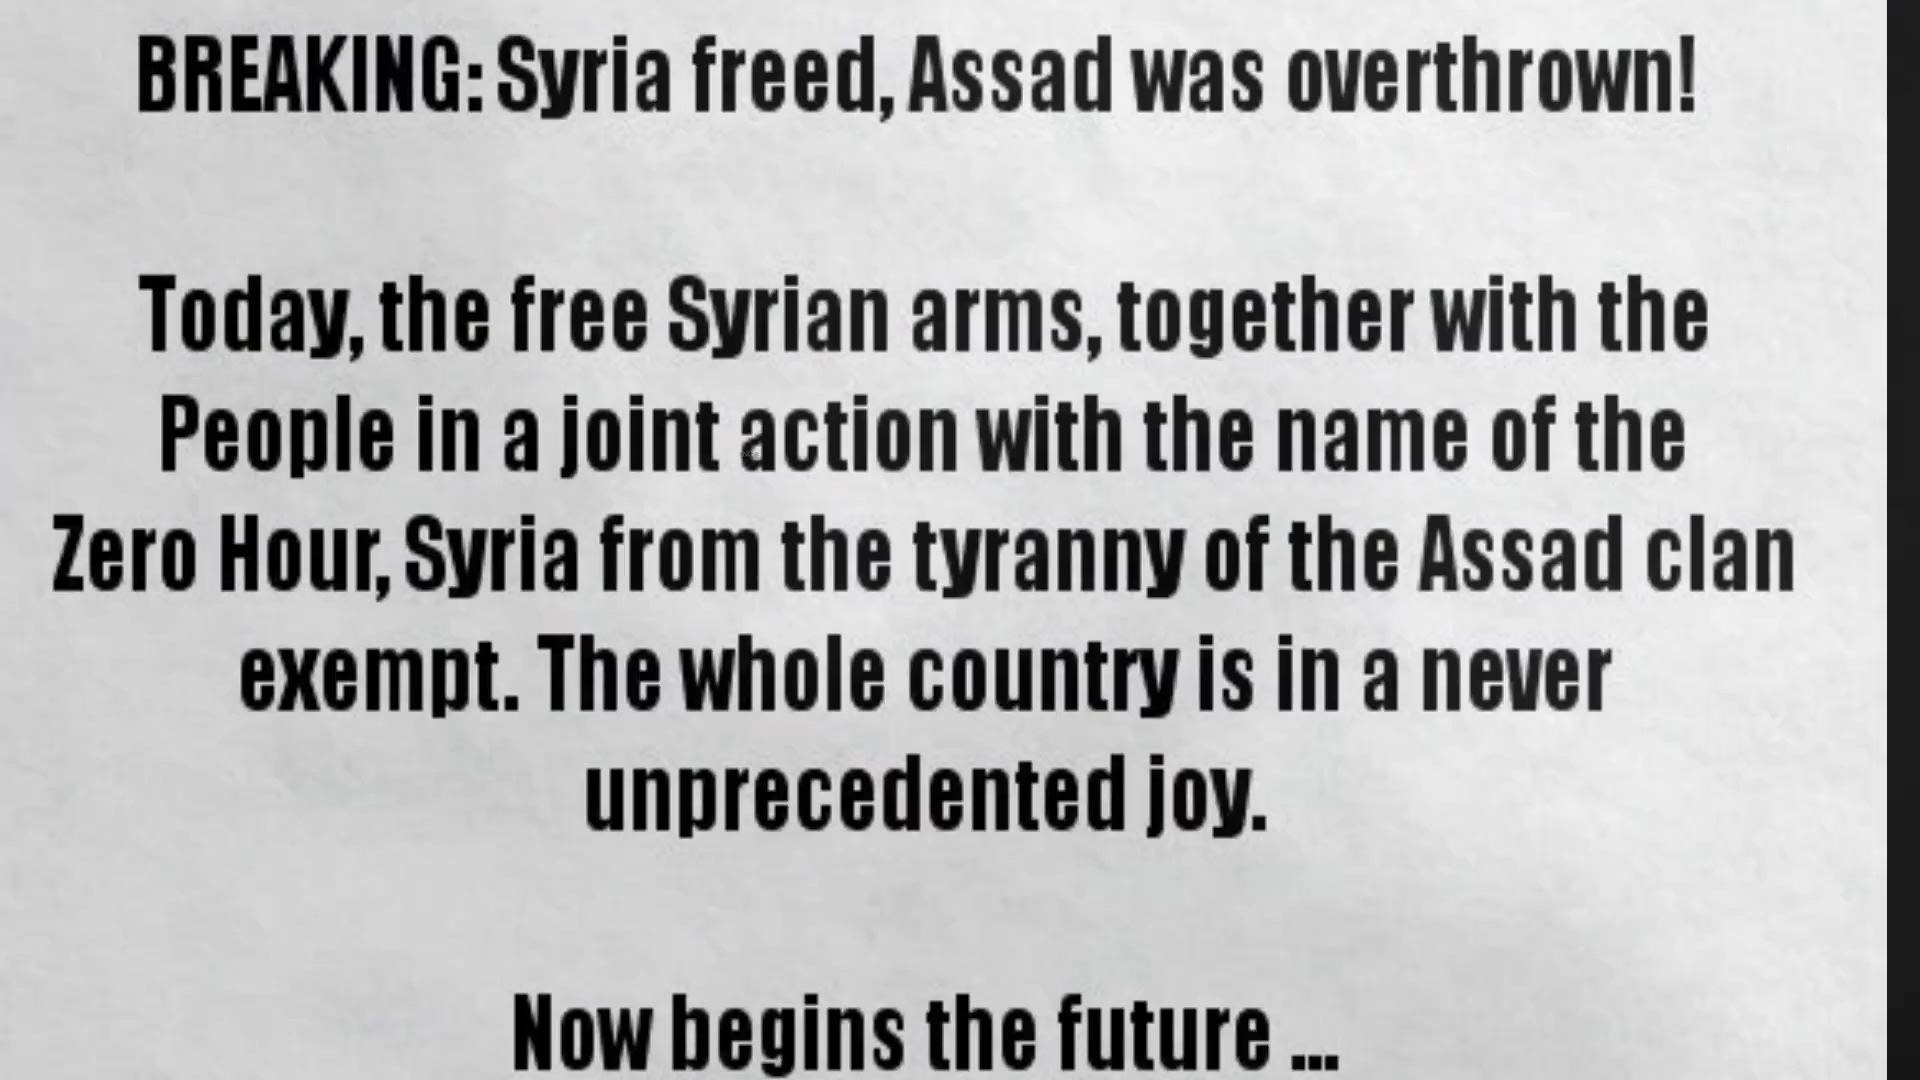 BREAKING: Syria freed, Assad was overthrown!
Today, the free Syrian arms, together with the
People in a joint action with the name of the
Zero Hour, Syria from the tyranny of the Assad clan
exempt. The whole country is in a never
unprecedented joy.
Now begins the future ...